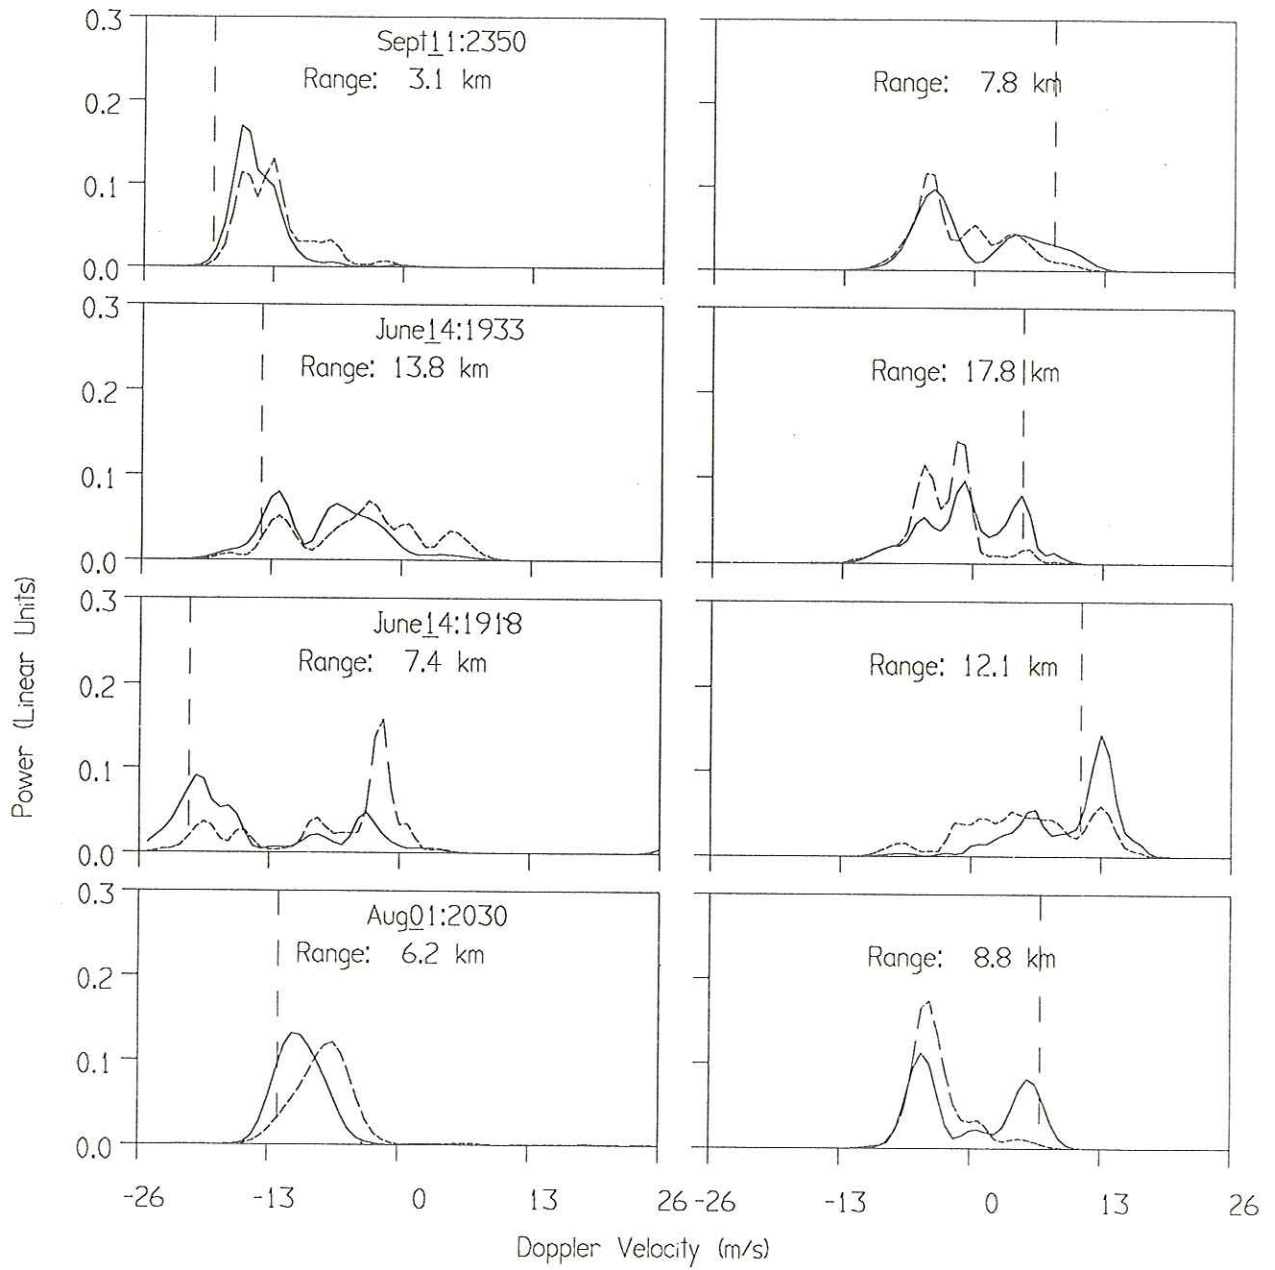 0.3
Sept11:2350
Range: 3.1 km
Range: 7.8 km
0.2
0.1
0.0
0.3
June14:1933
Range: 13.8 km
Range: 17.8 km
0.2
0.1
0.0
0.3
June14:1918
Range: 7.4 km
Range: 12.1 km
0.2
0.1
0.0
0.3
Aug01:2030
Range: 6.2 km
Range: 8.8 km
0.2
0.1
0.0
Power (Linear Units)
-26 -13 0 13 26 -26 -13 0 13 26
Doppler Velocity (m/s)